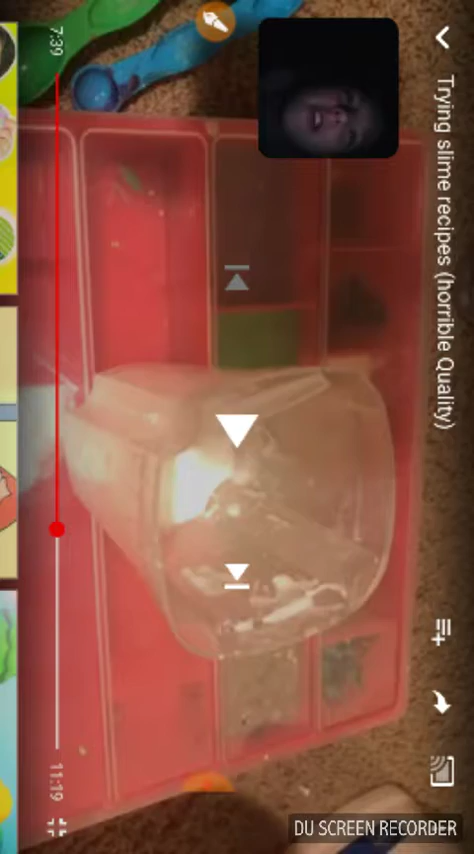 Trying slime recipes (horrible Quality)
7:39
11:19
DU SCREEN RECORDER